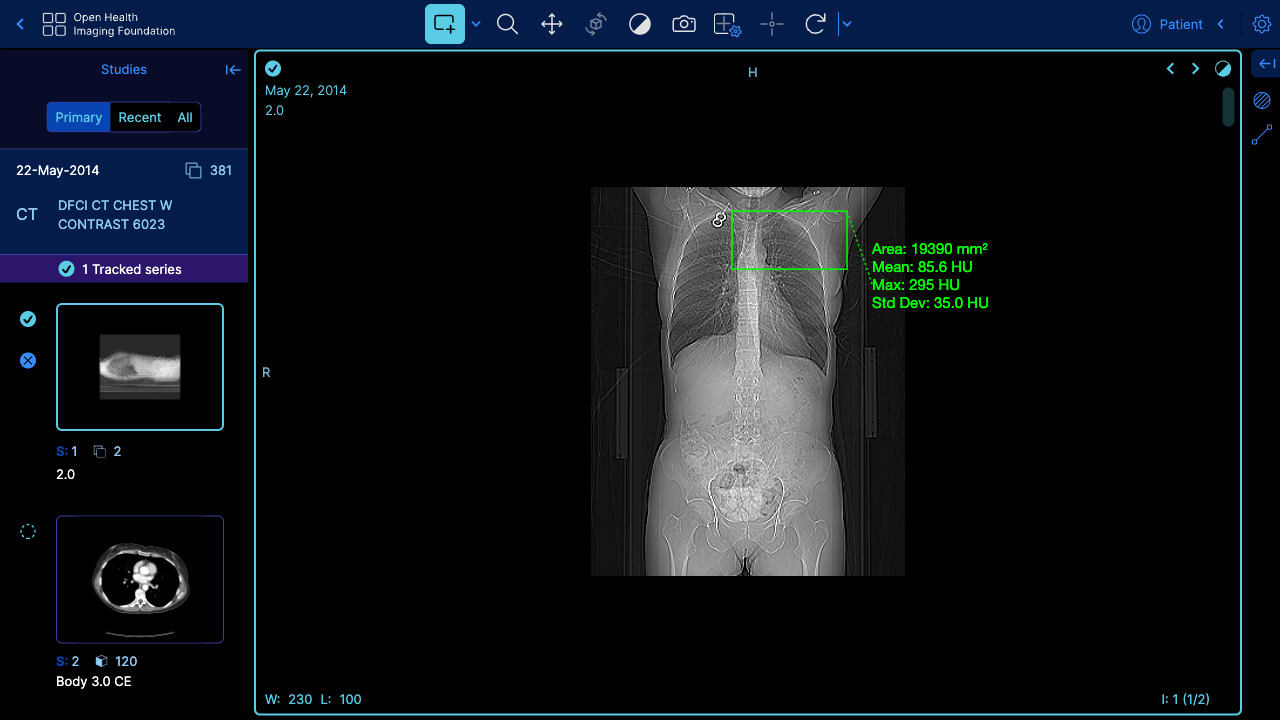 Open Health
Imaging Foundation
Patient
Studies
Primary Recent All
22-May-2014 381
CT DFCI CT CHEST W
CONTRAST 6023
1 Tracked series
S: 1 2
2.0
S: 2 120
Body 3.0 CE
May 22, 2014
2.0
H
R
Area: 19390 mm²
Mean: 85.6 HU
Max: 295 HU
Std Dev: 35.0 HU
W: 230 L: 100
I: 1 (1/2)